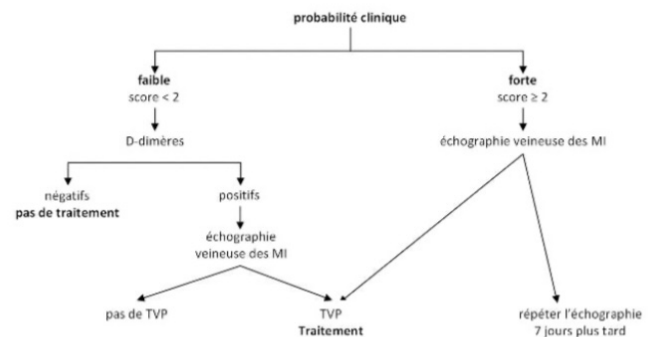 probabilité clinique
faible
score < 2
forte
score ≥ 2
D-dimères
échographie veineuse des MI
négatifs
pas de traitement
positifs
échographie
veineuse des MI
pas de TVP
TVP
Traitement
répéter l'échographie
7 jours plus tard